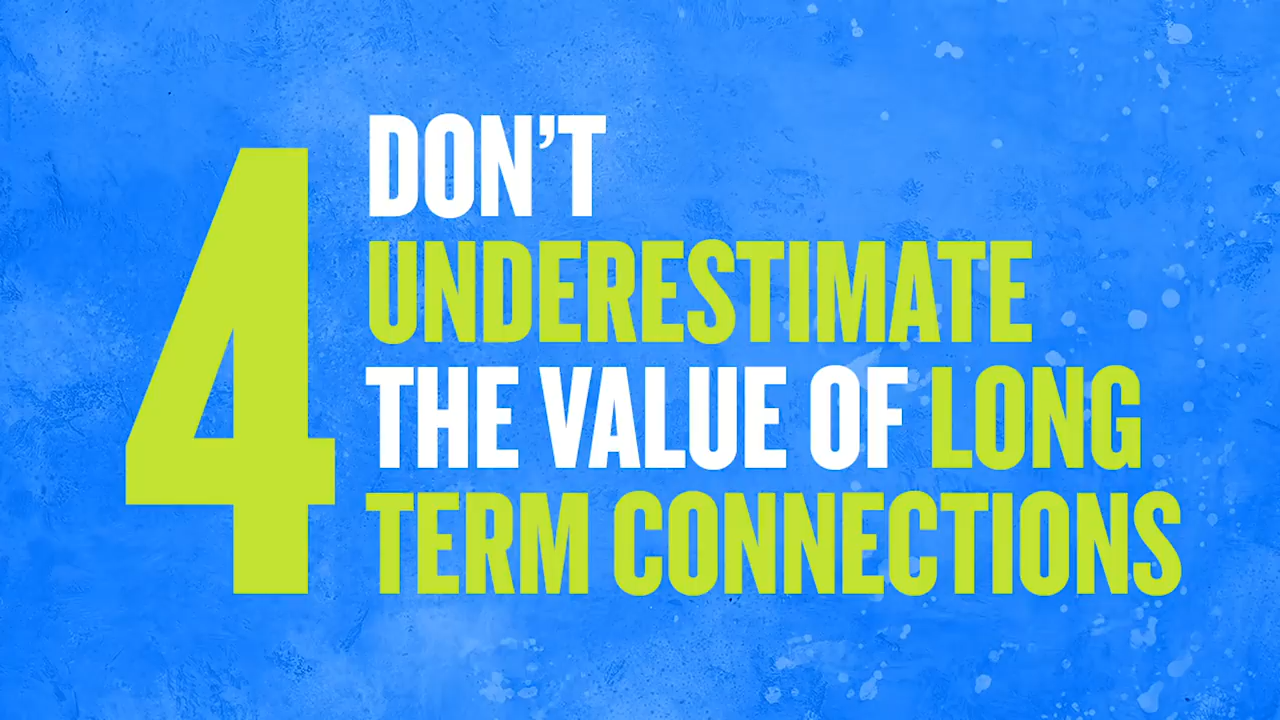 4
DON'T
UNDERESTIMATE
THE VALUE OF LONG
TERM CONNECTIONS